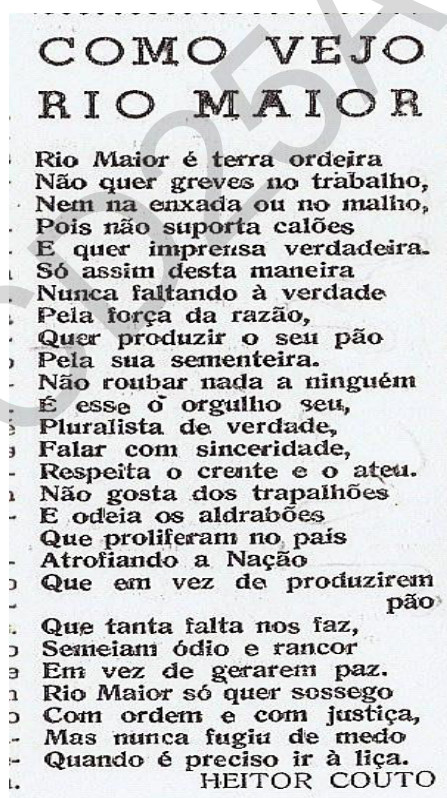 COMO VEJO
RIO MAIOR
Rio Maior é terra ordeira
Não quer greves no trabalho,
Nem na enxada ou no malho,
Pois não suporta calões
E quer imprensa verdadeira.
Só assim desta maneira
Nunca faltando à verdade
Pela força da razão,
Quer produzir o seu pão
Pela sua sementeira.
Não roubar nada a ninguém
É esse o orgulho seu,
Pluralista de verdade,
Falar com sinceridade,
Respeita o crente e o ateu.
Não gosta dos trapalhões
E odeia os aldrabões
Que proliferam no país
Atrofiando a Nação
Que em vez de produzirem
pão
Que tanta falta nos faz,
Semeiam ódio e rancor
Em vez de gerarem paz.
Rio Maior só quer sossego
Com ordem e com justiça,
Mas nunca fugiu de medo
Quando é preciso ir à liça.
HEITOR COUTO
CD25A